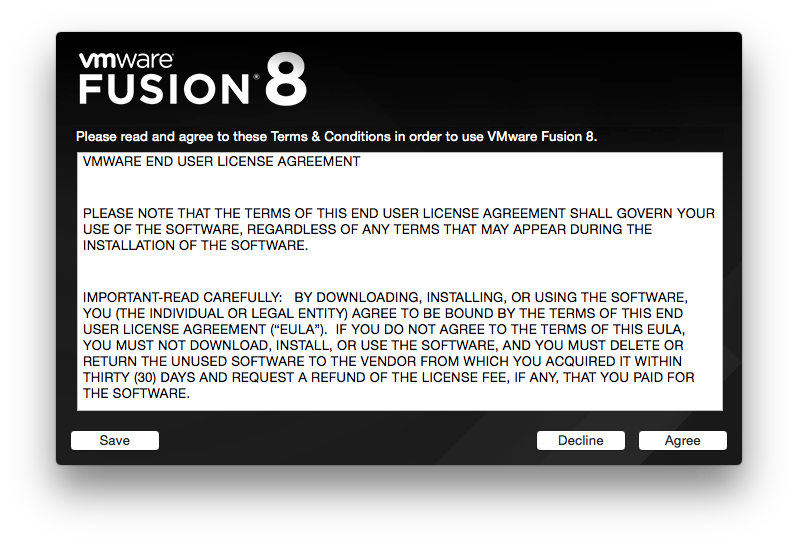 vmware
FUSION® 8
Please read and agree to these Terms & Conditions in order to use VMware Fusion 8.
VMWARE END USER LICENSE AGREEMENT
PLEASE NOTE THAT THE TERMS OF THIS END USER LICENSE AGREEMENT SHALL GOVERN YOUR
USE OF THE SOFTWARE, REGARDLESS OF ANY TERMS THAT MAY APPEAR DURING THE
INSTALLATION OF THE SOFTWARE.
IMPORTANT-READ CAREFULLY:   BY DOWNLOADING, INSTALLING, OR USING THE SOFTWARE,
YOU (THE INDIVIDUAL OR LEGAL ENTITY) AGREE TO BE BOUND BY THE TERMS OF THIS END
USER LICENSE AGREEMENT (“EULA”).  IF YOU DO NOT AGREE TO THE TERMS OF THIS EULA,
YOU MUST NOT DOWNLOAD, INSTALL, OR USE THE SOFTWARE, AND YOU MUST DELETE OR
RETURN THE UNUSED SOFTWARE TO THE VENDOR FROM WHICH YOU ACQUIRED IT WITHIN
THIRTY (30) DAYS AND REQUEST A REFUND OF THE LICENSE FEE, IF ANY, THAT YOU PAID FOR
THE SOFTWARE.
Save
Decline
Agree